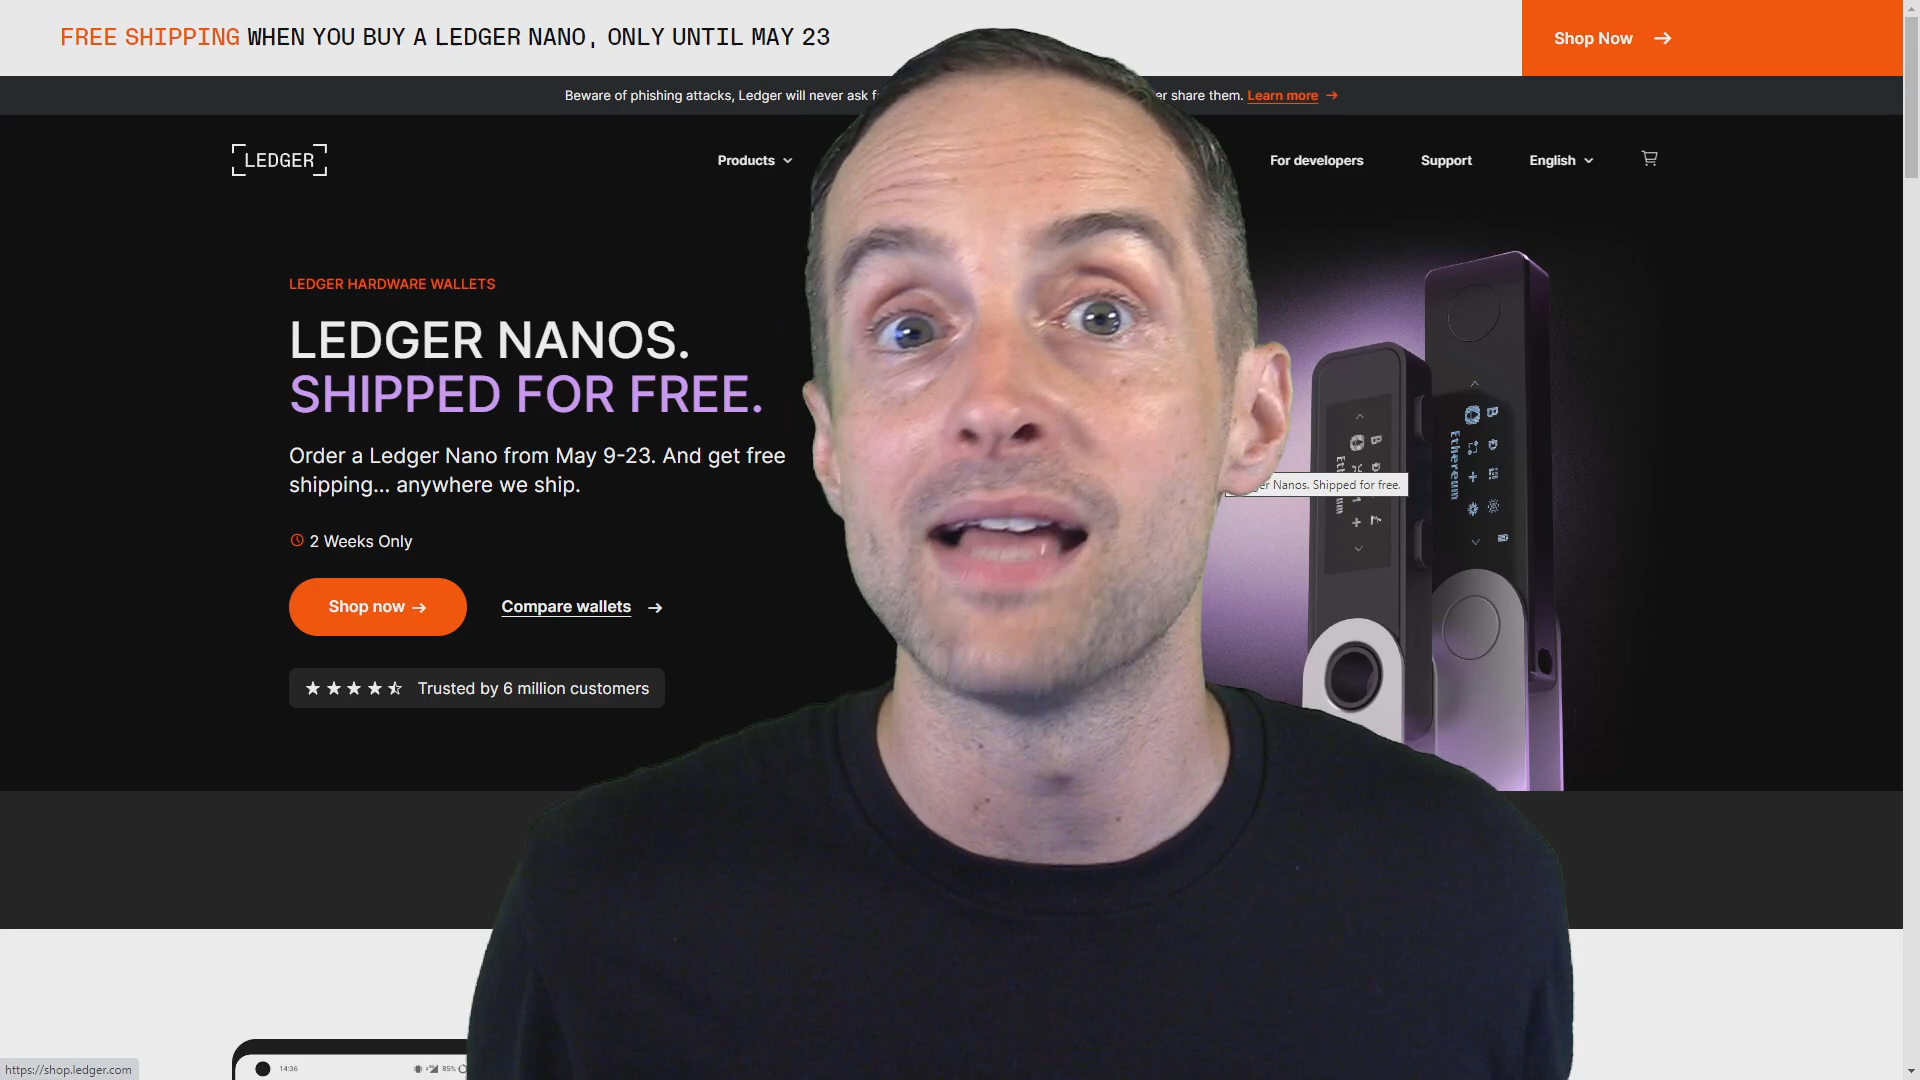 FREE SHIPPING WHEN YOU BUY A LEDGER NANO, ONLY UNTIL MAY 23
Shop Now →
Beware of phishing attacks, Ledger will never ask
share them. Learn more →
LEDGER
Products
For developers
Support
English
LEDGER HARDWARE WALLETS
LEDGER NANOS.
SHIPPED FOR FREE.
Order a Ledger Nano from May 9-23. And get free
shipping... anywhere we ship.
2 Weeks Only
Shop now →
Compare wallets →
Trusted by 6 million customers
Nanos. Shipped for free.
Ethereum
14:36
85%
https://shop.ledger.com